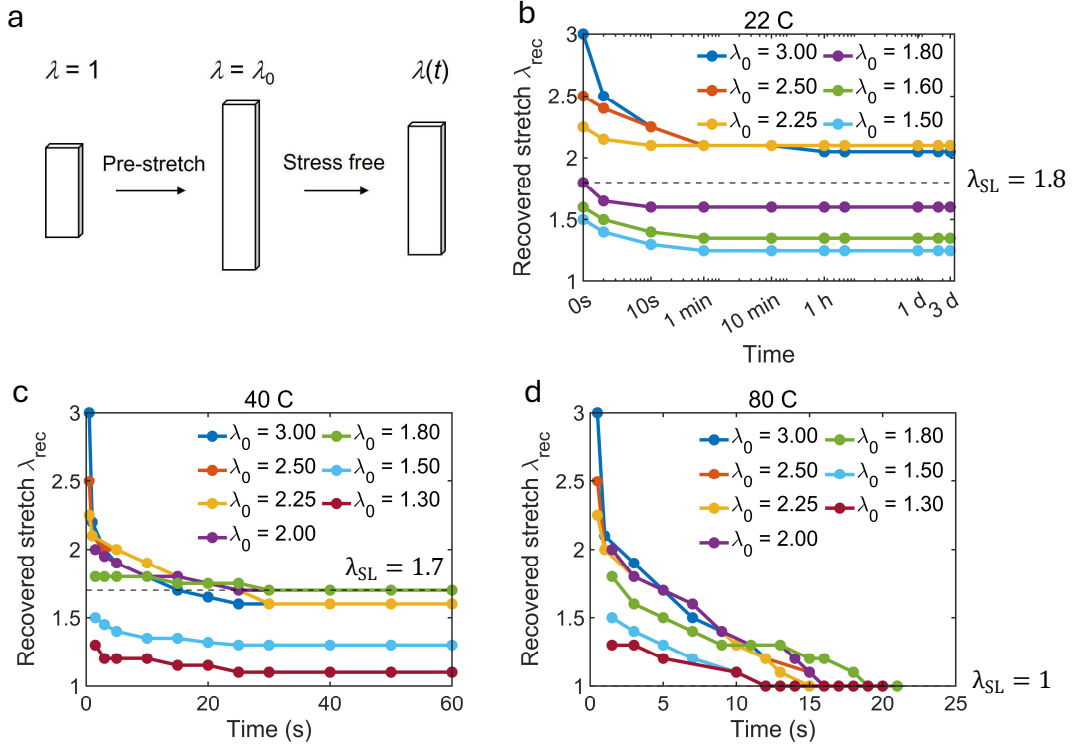 a
λ = 1
λ = λ0
λ(t)
Pre-stretch
Stress free
b
22 C
Recovered stretch λrec
3
2.5
2
1.5
1
λ0 = 3.00
λ0 = 2.50
λ0 = 2.25
λ0 = 1.80
λ0 = 1.60
λ0 = 1.50
λSL = 1.8
0s
10s
1 min
10 min
1 h
1 d
3 d
Time
c
40 C
Recovered stretch λrec
3
2.5
2
1.5
1
λ0 = 3.00
λ0 = 2.50
λ0 = 2.25
λ0 = 2.00
λ0 = 1.80
λ0 = 1.50
λ0 = 1.30
λSL = 1.7
0
20
40
60
Time (s)
d
80 C
Recovered stretch λrec
3
2.5
2
1.5
1
λ0 = 3.00
λ0 = 2.50
λ0 = 2.25
λ0 = 2.00
λ0 = 1.80
λ0 = 1.50
λ0 = 1.30
λSL = 1
0
5
10
15
20
25
Time (s)